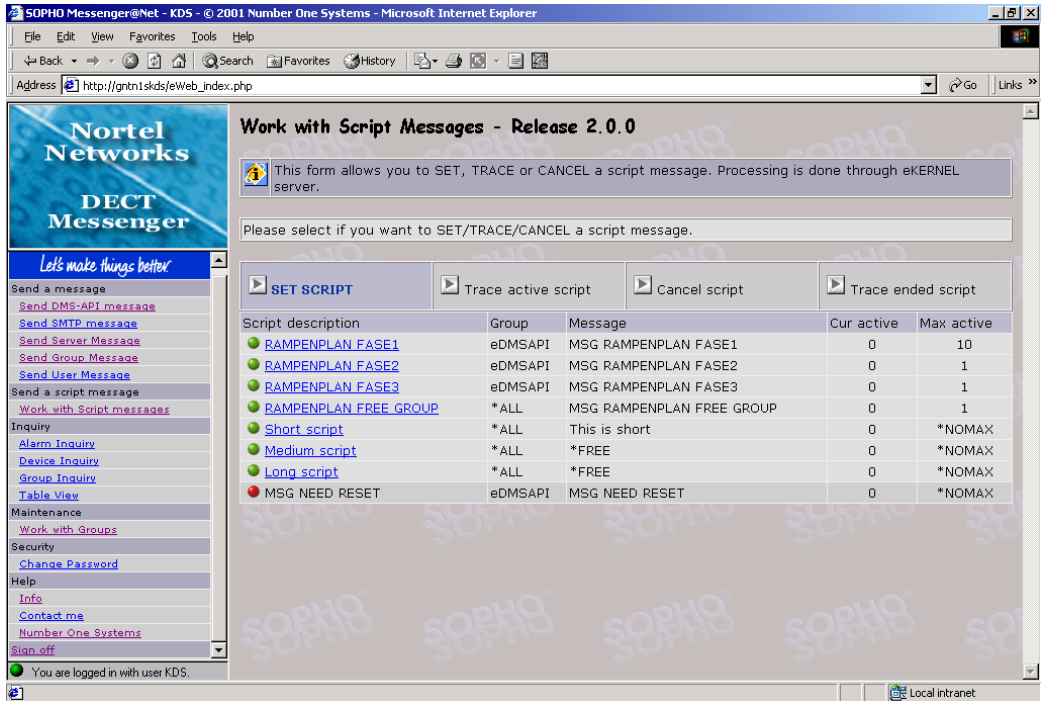 SOPHO Messenger@Net - KDS - © 2001 Number One Systems - Microsoft Internet Explorer
File Edit View Favorites Tools Help
Back Search Favorites History
Address http://gntn1skds/eWeb_index.php Go Links »
Nortel
Networks
DECT
Messenger
Let's make things better
Send a message
Send DMS-API message
Send SMTP message
Send Server Message
Send Group Message
Send User Message
Send a script message
Work with Script messages
Inquiry
Alarm Inquiry
Device Inquiry
Group Inquiry
Table View
Maintenance
Work with Groups
Security
Change Password
Help
Info
Contact me
Number One Systems
Sign off
You are logged in with user KDS.
Work with Script Messages - Release 2.0.0
This form allows you to SET, TRACE or CANCEL a script message. Processing is done through eKERNEL
server.
Please select if you want to SET/TRACE/CANCEL a script message.
SET SCRIPT Trace active script Cancel script Trace ended script
Script description Group Message Cur active Max active
RAMPENPLAN FASE1 eDMSAPI MSG RAMPENPLAN FASE1 0 10
RAMPENPLAN FASE2 eDMSAPI MSG RAMPENPLAN FASE2 0 1
RAMPENPLAN FASE3 eDMSAPI MSG RAMPENPLAN FASE3 0 1
RAMPENPLAN FREE GROUP *ALL MSG RAMPENPLAN FREE GROUP 0 1
Short script *ALL This is short 0 *NOMAX
Medium script *ALL *FREE 0 *NOMAX
Long script *ALL *FREE 0 *NOMAX
MSG NEED RESET eDMSAPI MSG NEED RESET 0 *NOMAX
SOPHO
Local intranet